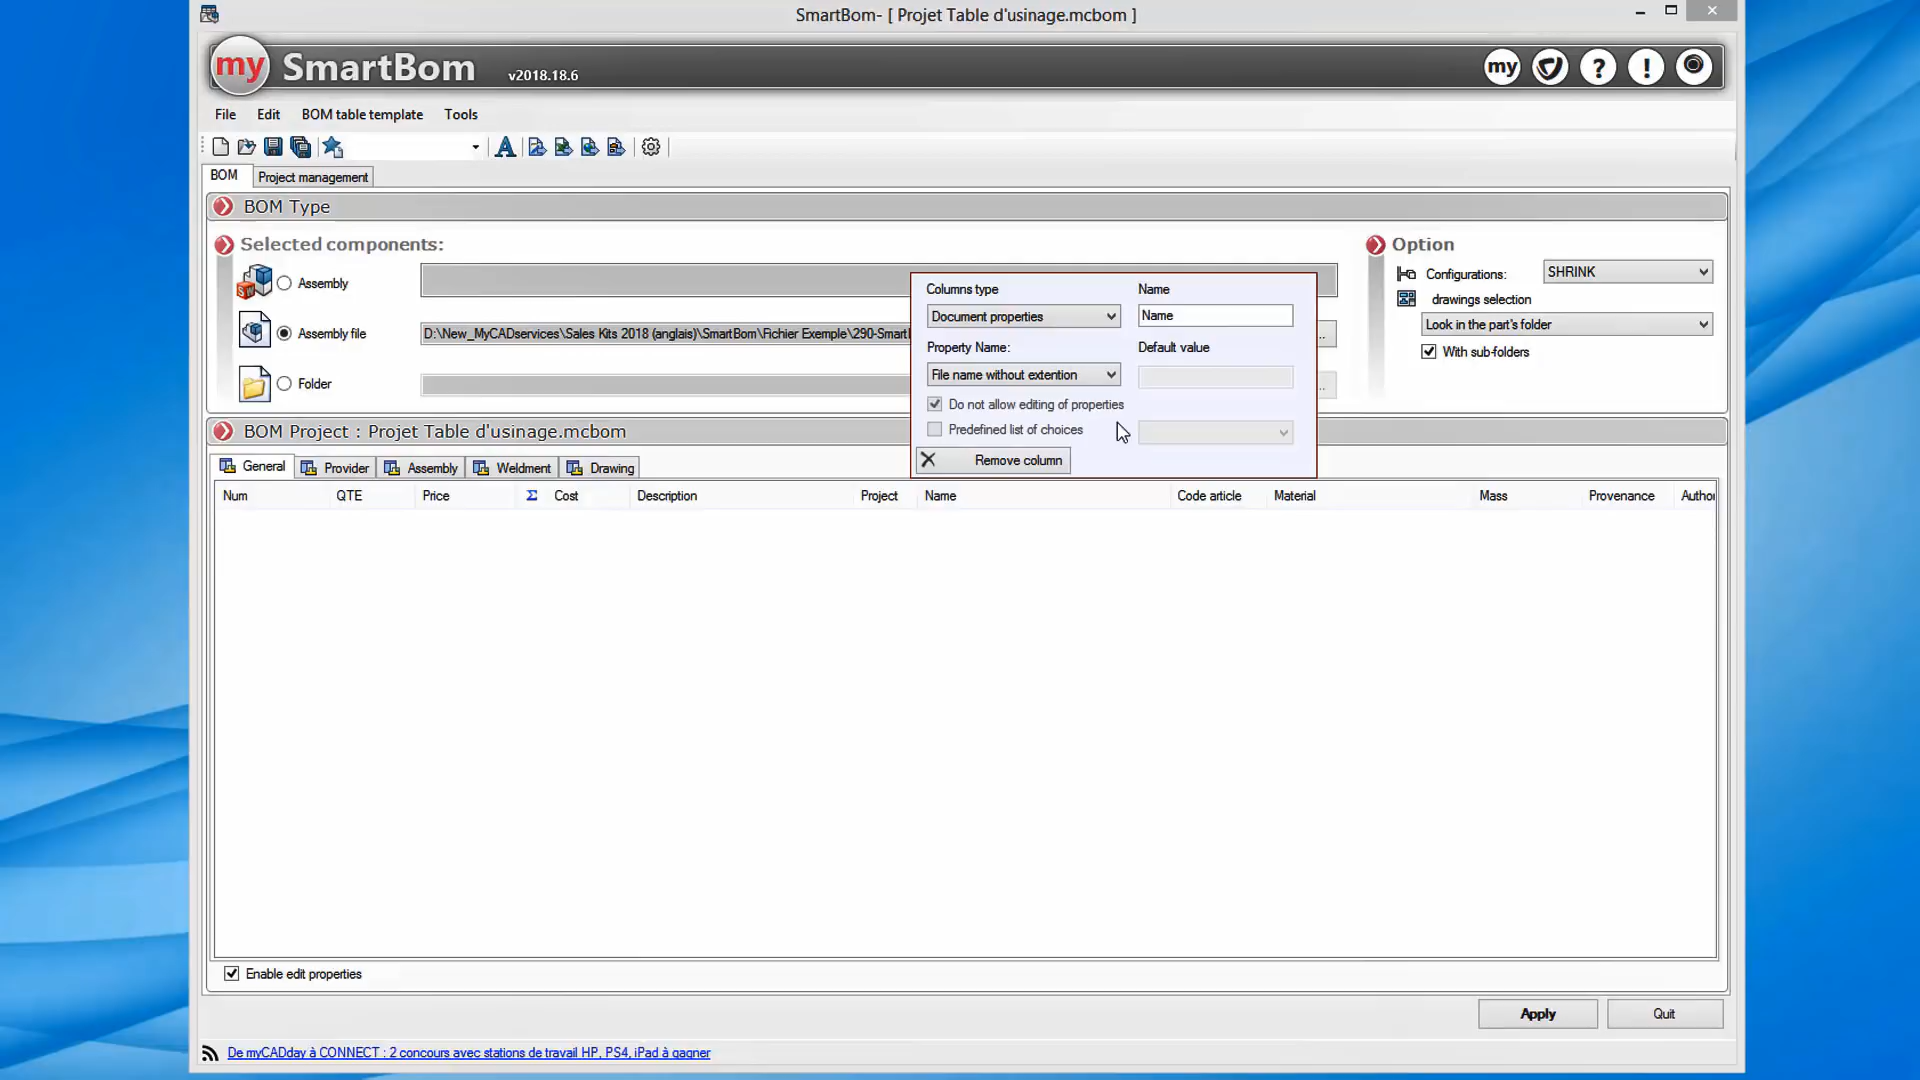 SmartBom- [ Projet Table d'usinage.mcbom ]
my SmartBom v2018.18.6
my ? !
File Edit BOM table template Tools
BOM Project management
BOM Type
Selected components:
Option
Assembly
Configurations: SHRINK
drawings selection
Look in the part's folder
With sub-folders
Assembly file D:\New_MyCADservices\Sales Kits 2018 (anglais)\SmartBom\Fichier Exemple\290-Smart
Folder
Columns type Name
Document properties Name
Property Name: Default value
File name without extention
Do not allow editing of properties
Predefined list of choices
Remove column
BOM Project : Projet Table d'usinage.mcbom
General Provider Assembly Weldment Drawing
Num QTE Price Σ Cost Description Project Name Code article Material Mass Provenance Author
Enable edit properties
Apply Quit
De myCADday à CONNECT : 2 concours avec stations de travail HP, PS4, iPad à gagner